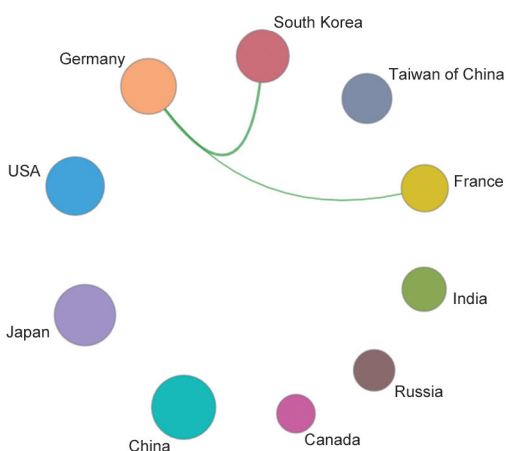 South Korea
Germany
Taiwan of China
USA
France
India
Japan
Russia
Canada
China